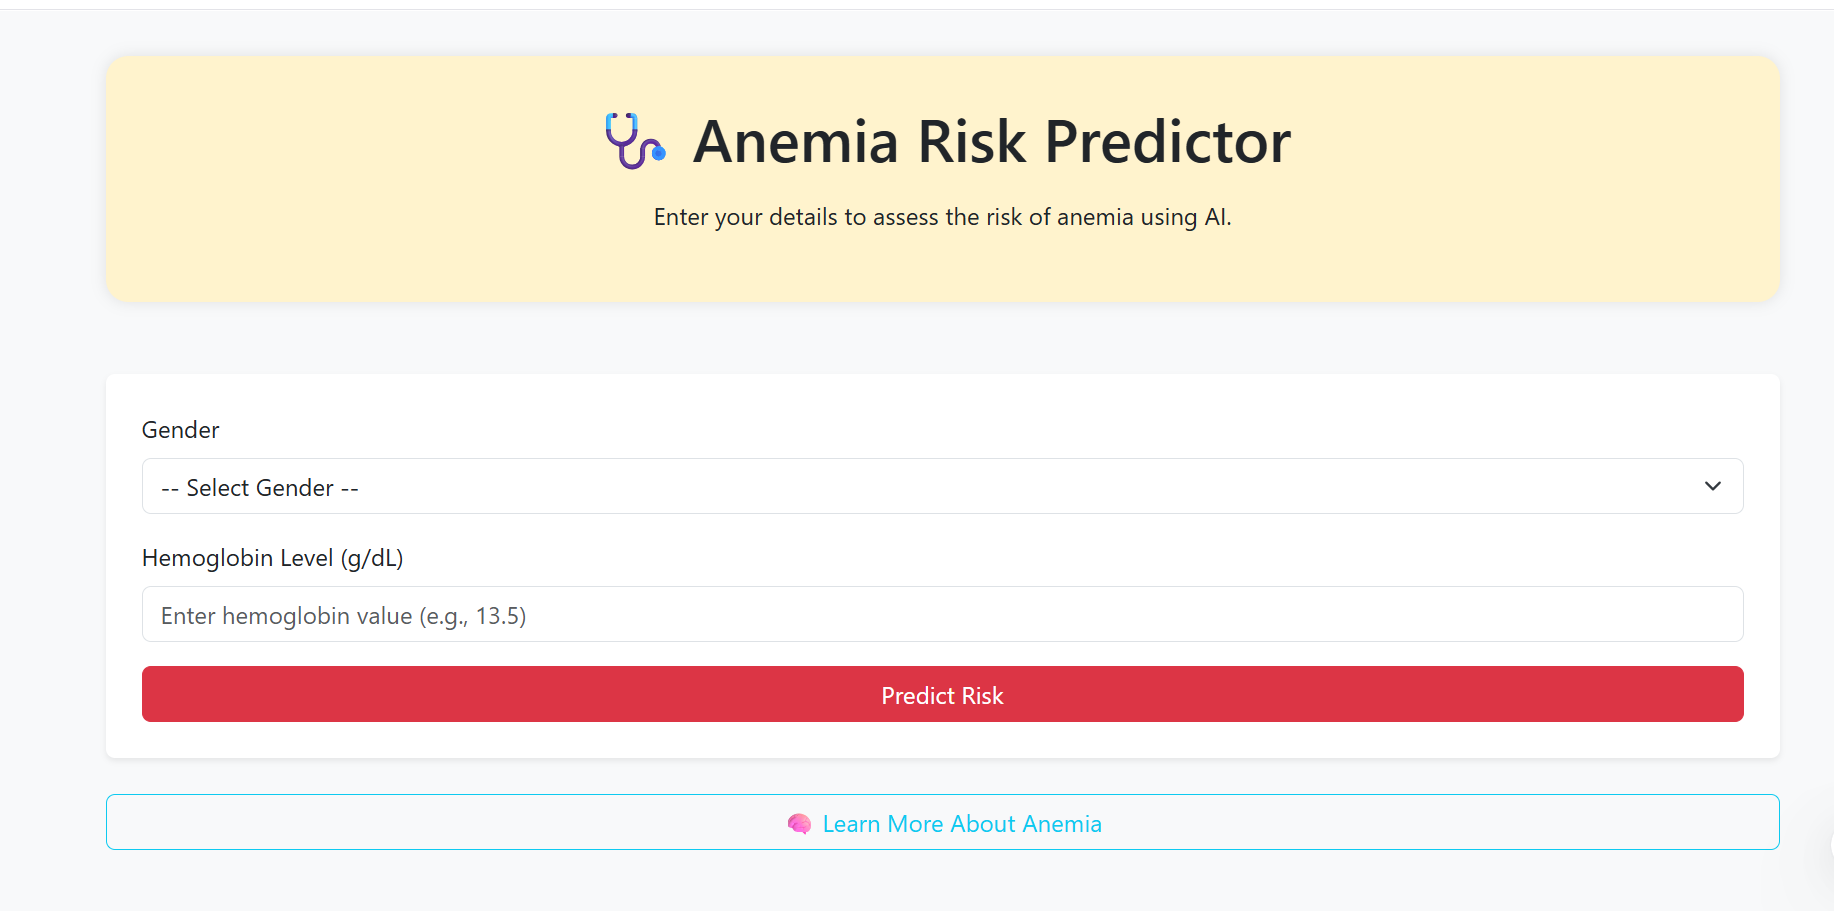 Anemia Risk Predictor
Enter your details to assess the risk of anemia using AI.
Gender
-- Select Gender --
Hemoglobin Level (g/dL)
Enter hemoglobin value (e.g., 13.5)
Predict Risk
Learn More About Anemia